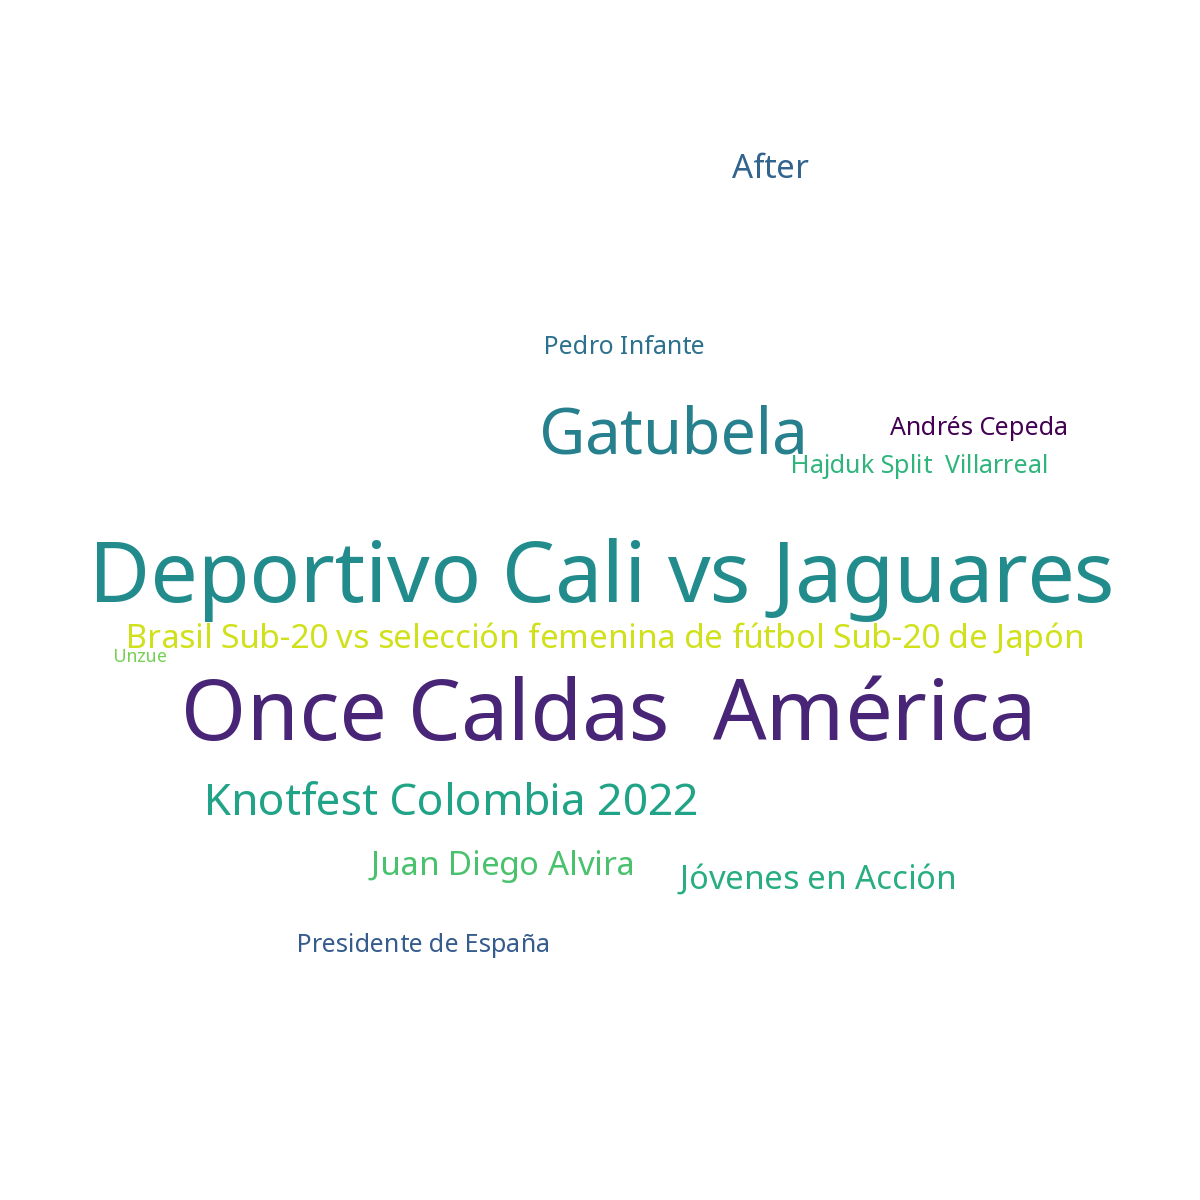 After
Pedro Infante
Gatubela
Andrés Cepeda
Hajduk Split  Villarreal
Deportivo Cali vs Jaguares
Brasil Sub-20 vs selección femenina de fútbol Sub-20 de Japón
Unzue
Once Caldas  América
Knotfest Colombia 2022
Juan Diego Alvira
Jóvenes en Acción
Presidente de España